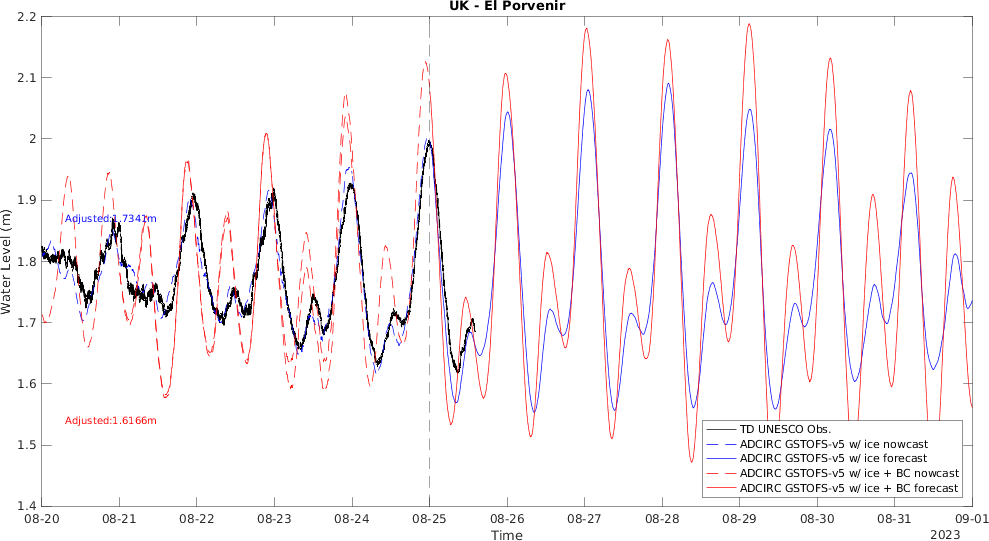 UK - El Porvenir
2.2
2.1
2
1.9
1.8
1.7
1.6
1.5
1.4
Water Level (m)
Adjusted:1.7341m
Adjusted:1.6166m
TD UNESCO Obs.
ADCIRC GSTOFS-v5 w/ ice nowcast
ADCIRC GSTOFS-v5 w/ ice forecast
ADCIRC GSTOFS-v5 w/ ice + BC nowcast
ADCIRC GSTOFS-v5 w/ ice + BC forecast
08-20 08-21 08-22 08-23 08-24 08-25 08-26 08-27 08-28 08-29 08-30 08-31 09-01
Time
2023